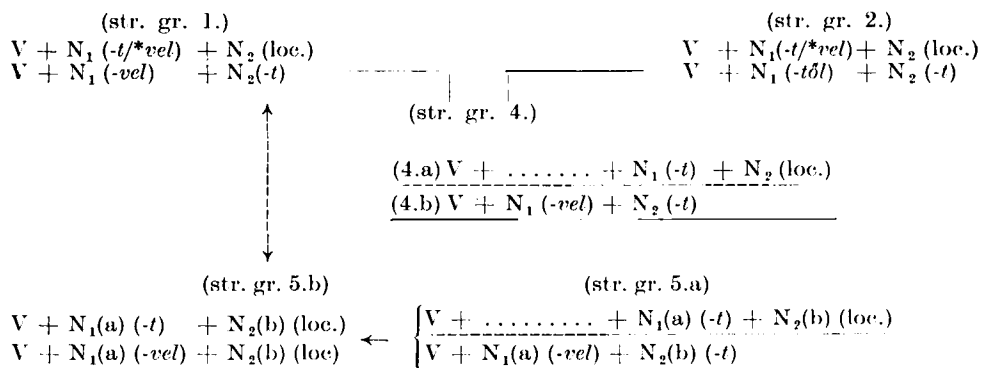 (str. gr. 1.) (str. gr. 2.)
V + N₁ (-t/*vel) + N₂ (loc.) V + N₁(-t/*vel) + N₂ (loc.)
V + N₁ (-vel) + N₂(-t) V + N₁ (-től) + N₂ (-t)
(str. gr. 4.)
(4.a) V + ........ + N₁ (-t) + N₂ (loc.)
(4.b) V + N₁ (-vel) + N₂ (-t)
(str. gr. 5.b) (str. gr. 5.a)
V + N₁(a) (-t) + N₂(b) (loc.) V + ......... + N₁(a) (-t) + N₂(b) (loc.)
V + N₁(a) (-vel) + N₂(b) (loc) ← V + N₁(a) (-vel) + N₂(b) (-t)